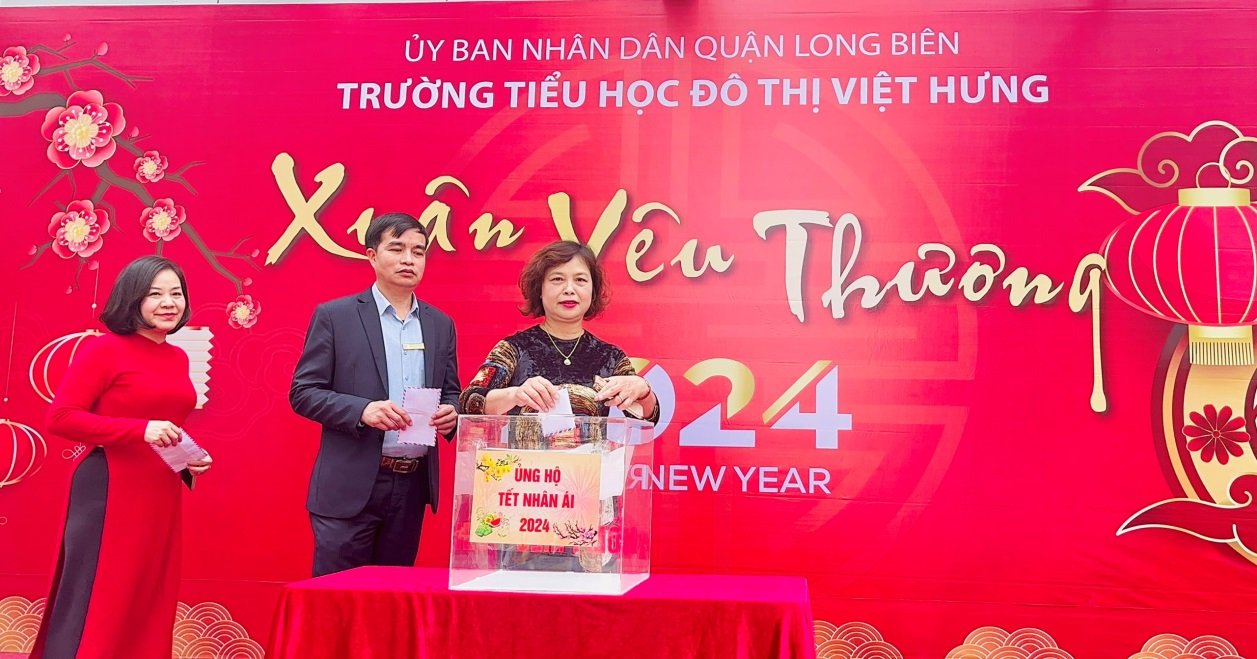 ỦY BAN NHÂN DÂN QUẬN LONG BIÊN
TRƯỜNG TIỂU HỌC ĐÔ THỊ VIỆT HƯNG
Xuân Yêu Thương
2024
NEW YEAR
ỦNG HỘ
TẾT NHÂN ÁI
2024